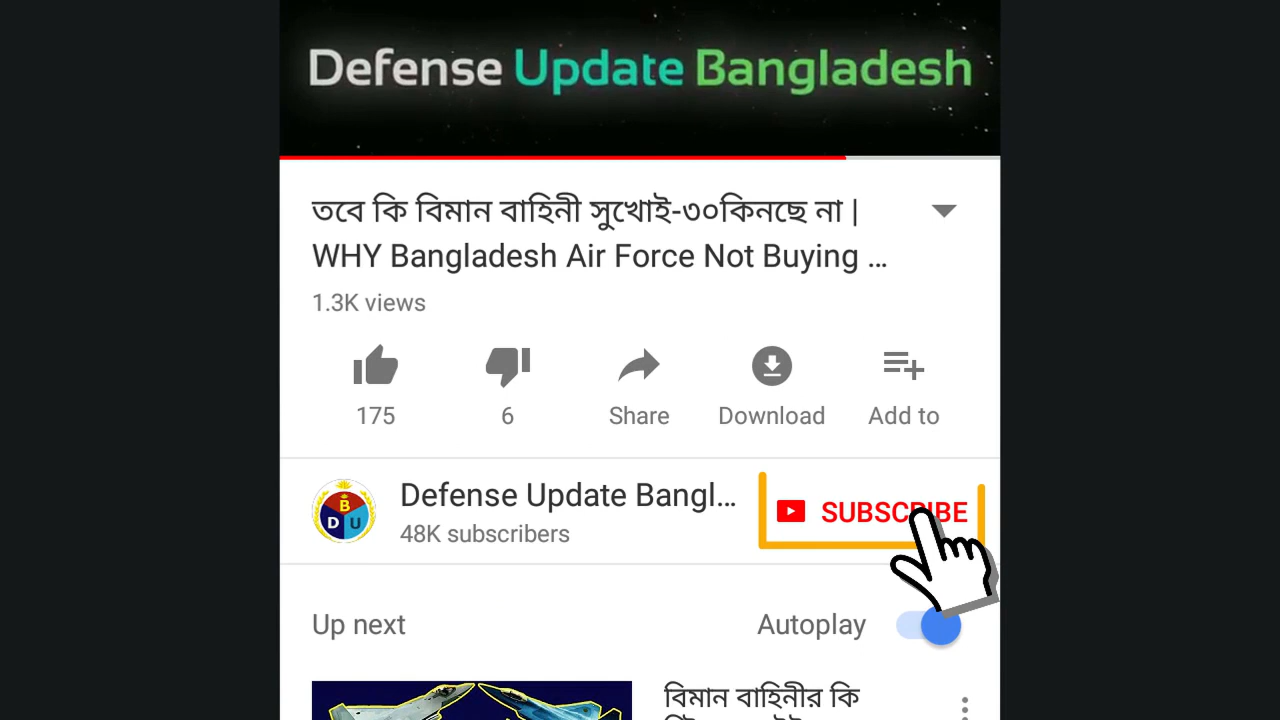 Defense Update Bangladesh
তবে কি বিমান বাহিনী সুখোই-৩০কিনছে না |
WHY Bangladesh Air Force Not Buying ...
1.3K views
175
6
Share
Download
Add to
B
D U
Defense Update Bangl...
48K subscribers
SUBSCRIBE
Up next
Autoplay
বিমান বাহিনীর কি